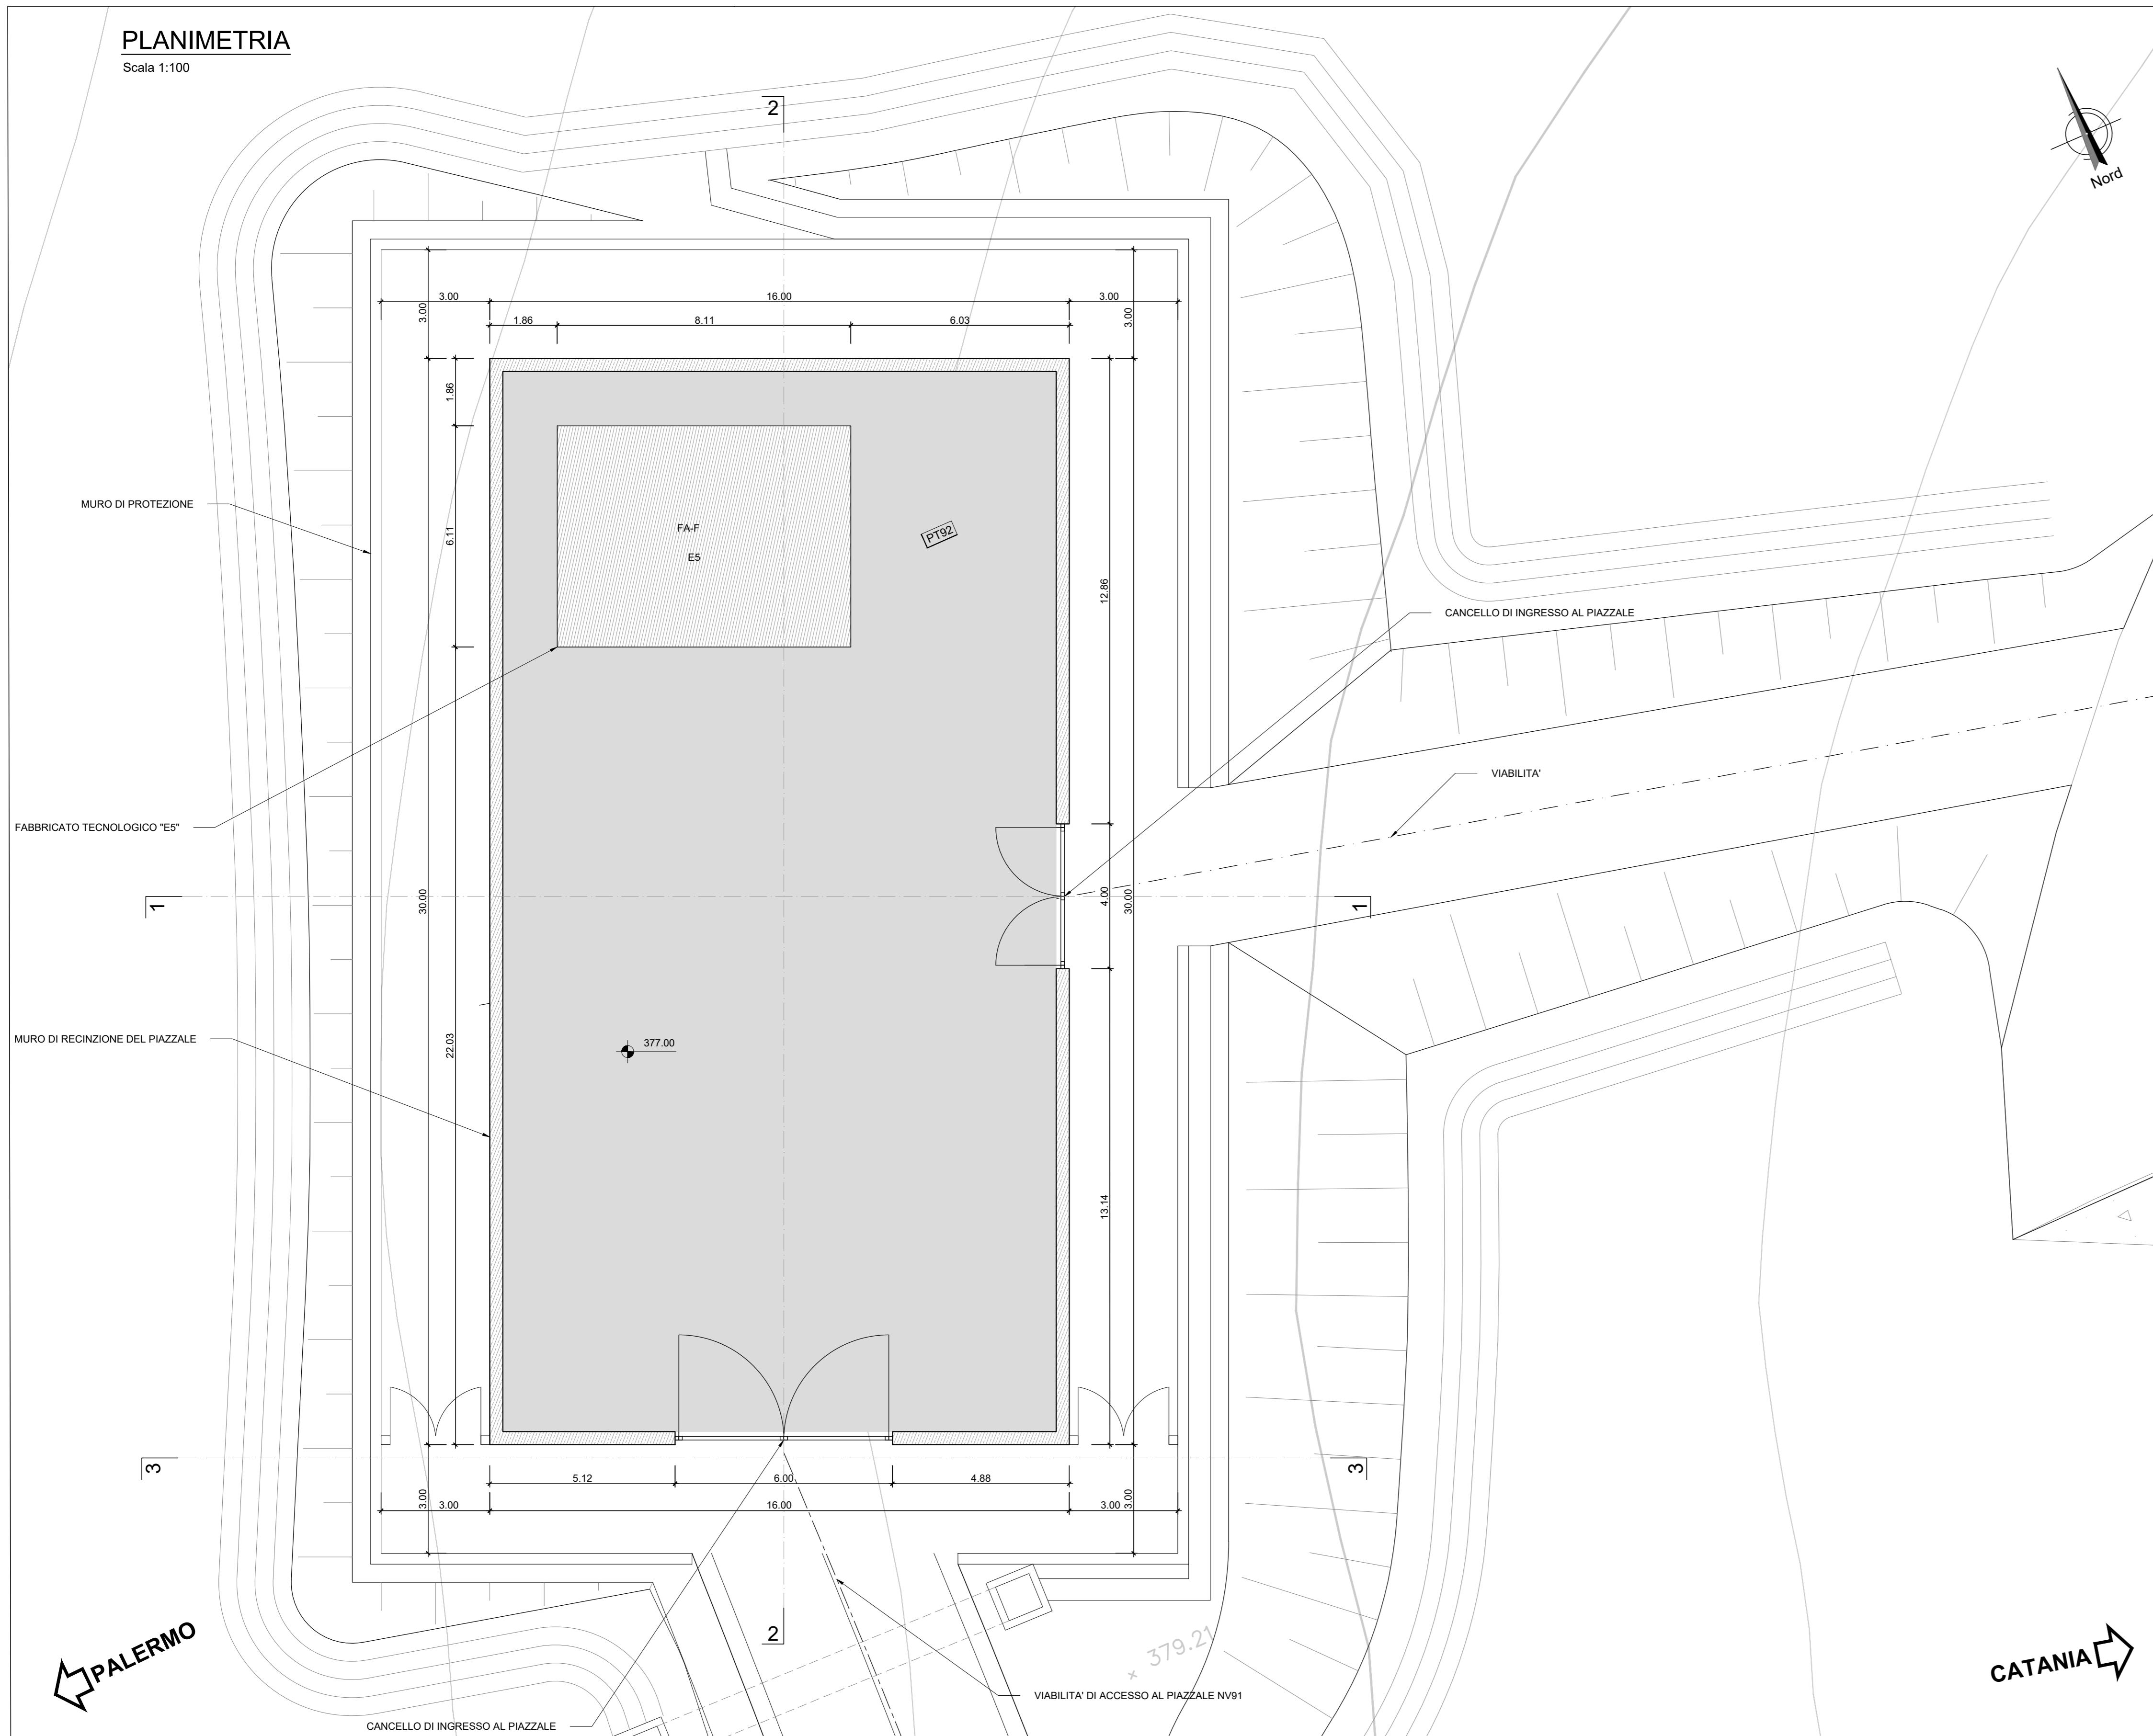 PLANIMETRIA
Scala 1:100
2
Nord
3.00
16.00
3.00
3.00
3.00
1.86
8.11
6.03
1.86
MURO DI PROTEZIONE
6.11
FA-F
E5
PT92
12.86
CANCELLO DI INGRESSO AL PIAZZALE
VIABILITA'
FABBRICATO TECNOLOGICO "E5"
1
30.00
4.00
30.00
1
MURO DI RECINZIONE DEL PIAZZALE
22.03
377.00
13.14
3
3
5.12
6.00
4.88
3.00
3.00
16.00
3.00
3.00
2
PALERMO
379.21
CATANIA
VIABILITA' DI ACCESSO AL PIAZZALE NV91
CANCELLO DI INGRESSO AL PIAZZALE